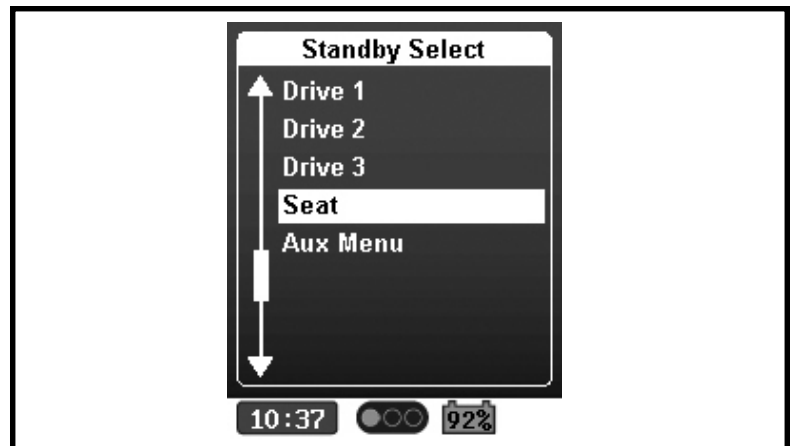 Standby Select
Drive 1
Drive 2
Drive 3
Seat
Aux Menu
10:37 92%